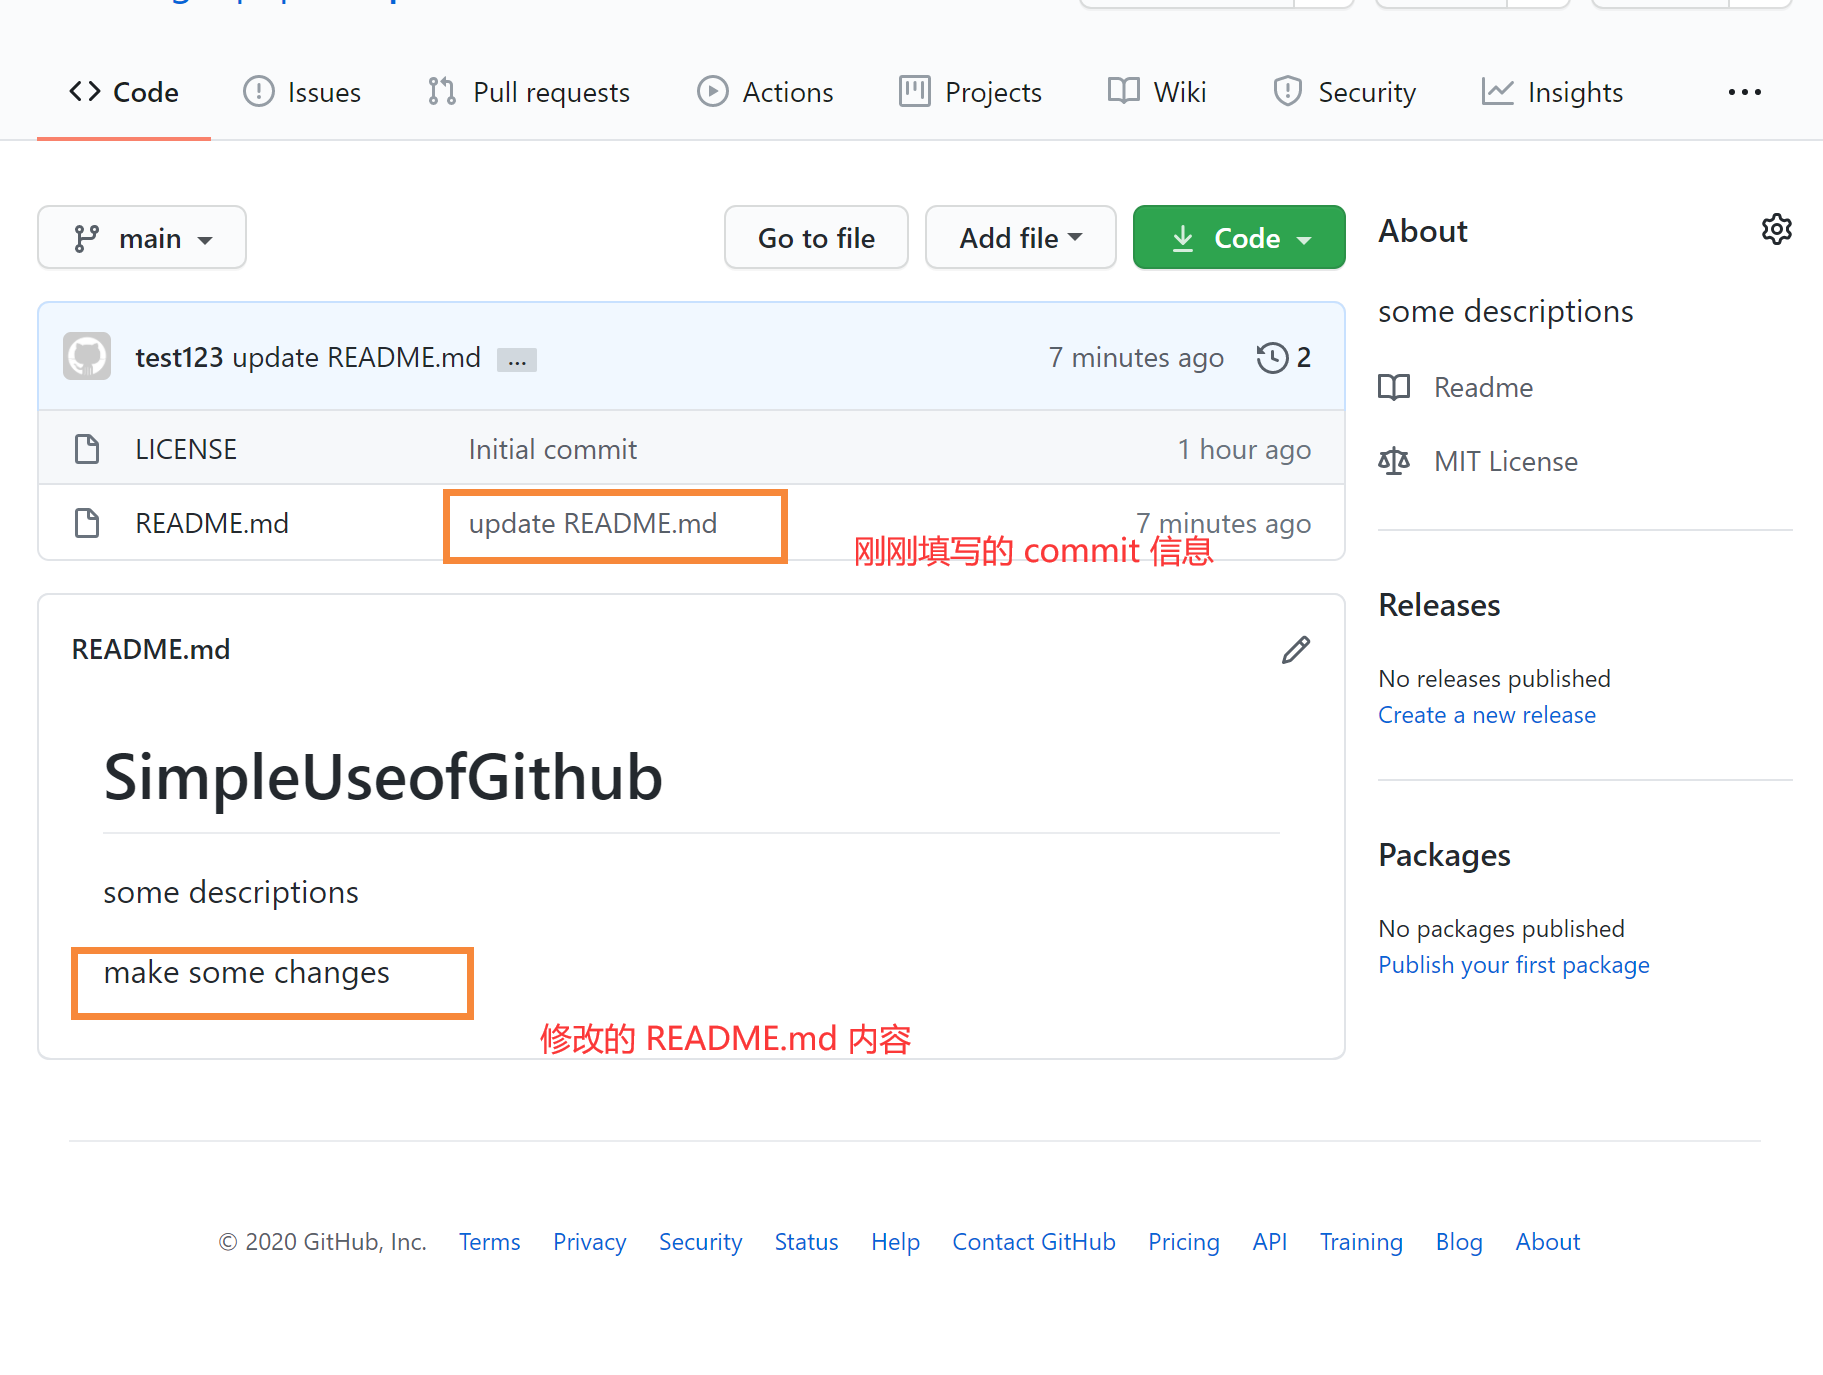 Code Issues Pull requests Actions Projects Wiki Security Insights
main Go to file Add file Code
test123 update README.md ... 7 minutes ago 2
LICENSE Initial commit 1 hour ago
README.md update README.md 7 minutes ago
刚刚填写的 commit 信息
README.md
SimpleUseofGithub
some descriptions
make some changes
修改的 README.md 内容
About
some descriptions
Readme
MIT License
Releases
No releases published
Create a new release
Packages
No packages published
Publish your first package
© 2020 GitHub, Inc. Terms Privacy Security Status Help Contact GitHub Pricing API Training Blog About